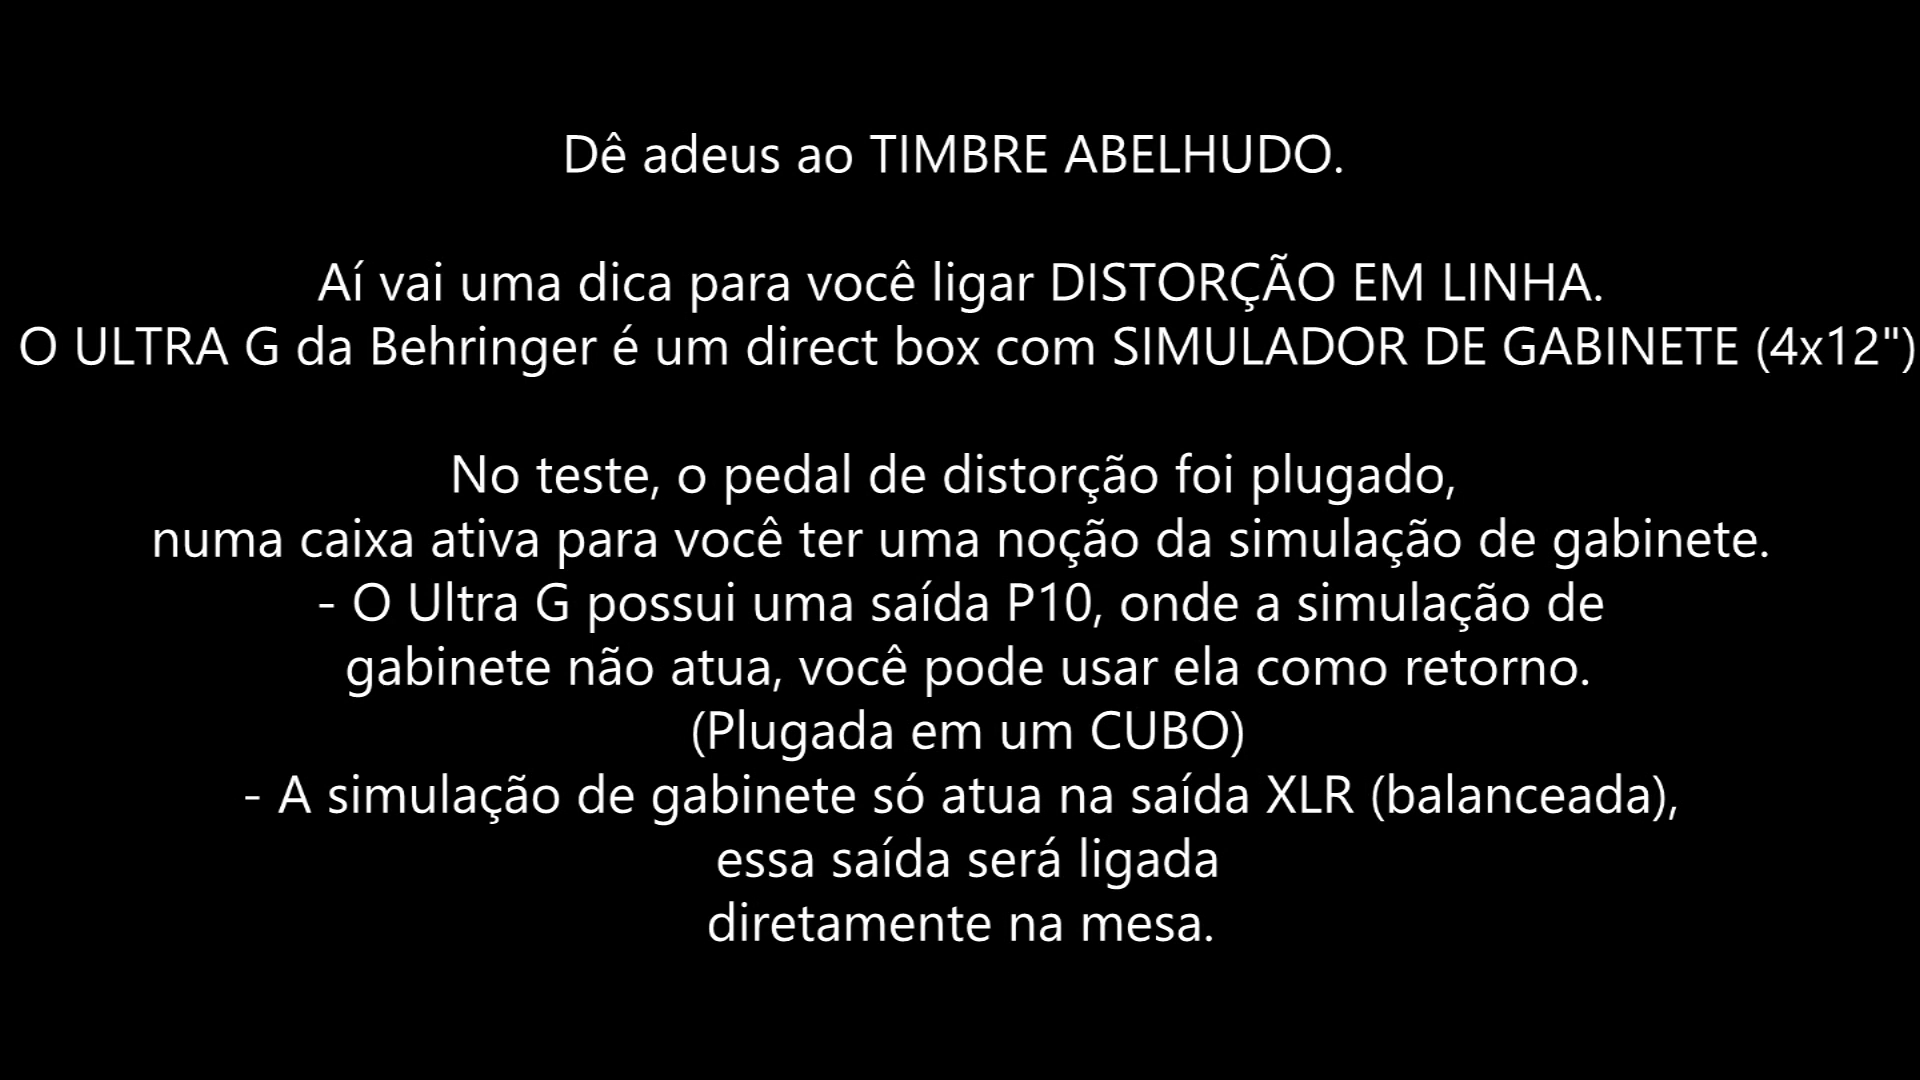 Dê adeus ao TIMBRE ABELHUDO.
Aí vai uma dica para você ligar DISTORÇÃO EM LINHA.
O ULTRA G da Behringer é um direct box com SIMULADOR DE GABINETE (4x12")
No teste, o pedal de distorção foi plugado,
numa caixa ativa para você ter uma noção da simulação de gabinete.
- O Ultra G possui uma saída P10, onde a simulação de
gabinete não atua, você pode usar ela como retorno.
(Plugada em um CUBO)
- A simulação de gabinete só atua na saída XLR (balanceada),
essa saída será ligada
diretamente na mesa.